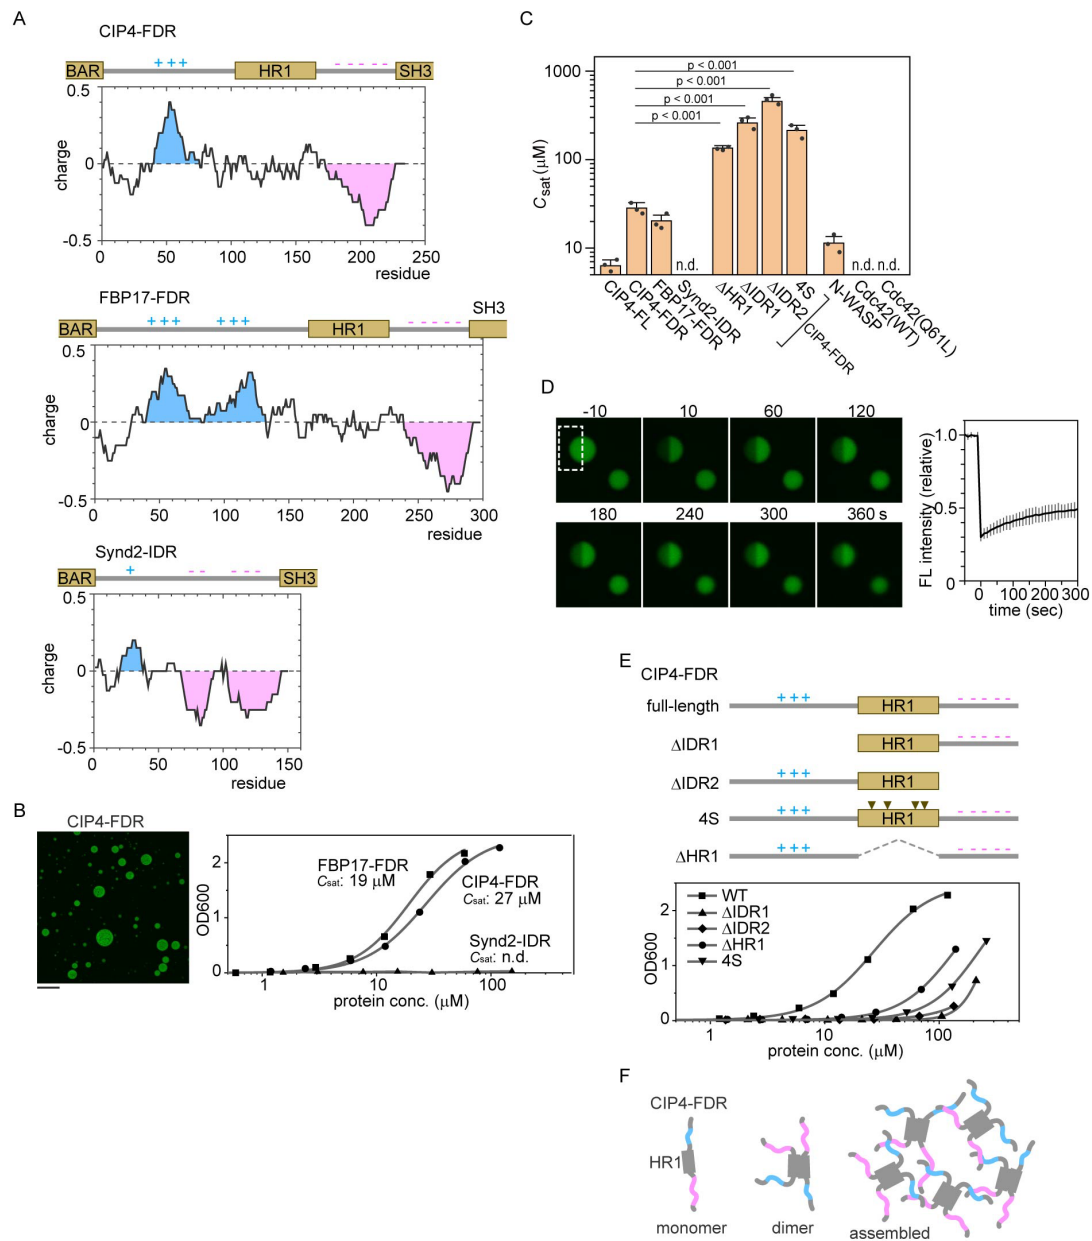 A
CIP4-FDR
BAR
+++
HR1
- - - - -
SH3
0.5
0
-0.5
charge
0 50 100 150 200 250
residue
FBP17-FDR
SH3
BAR
+++ +++
HR1
- - - - -
0.5
0
-0.5
charge
0 50 100 150 200 250 300
residue
Synd2-IDR
BAR
+
-- ---
SH3
0.5
0
-0.5
charge
0 50 100 150
residue
B
CIP4-FDR
FBP17-FDR
Csat: 19 μM
CIP4-FDR
Csat: 27 μM
Synd2-IDR
Csat: n.d.
OD600
2
1
0
1 10 100
protein conc. (μM)
C
p < 0.001
p < 0.001
p < 0.001
p < 0.001
1000
100
10
Csat (μM)
n.d.
n.d. n.d.
CIP4-FL
CIP4-FDR
FBP17-FDR
Synd2-IDR
ΔHR1
ΔIDR1
ΔIDR2
4S
CIP4-FDR
N-WASP
Cdc42(WT)
Cdc42(Q61L)
D
-10 10 60 120
180 240 300 360 s
FL intensity (relative)
1.0
0.5
0
0 100 200 300
time (sec)
E
CIP4-FDR
full-length
+++
HR1
- - - - -
ΔIDR1
HR1
- - - - -
ΔIDR2
+++
HR1
4S
+++
HR1
- - - - -
ΔHR1
+++
- - - - -
WT
ΔIDR1
ΔIDR2
ΔHR1
4S
OD600
2
1
0
1 10 100
protein conc. (μM)
F
CIP4-FDR
HR1
monomer dimer assembled